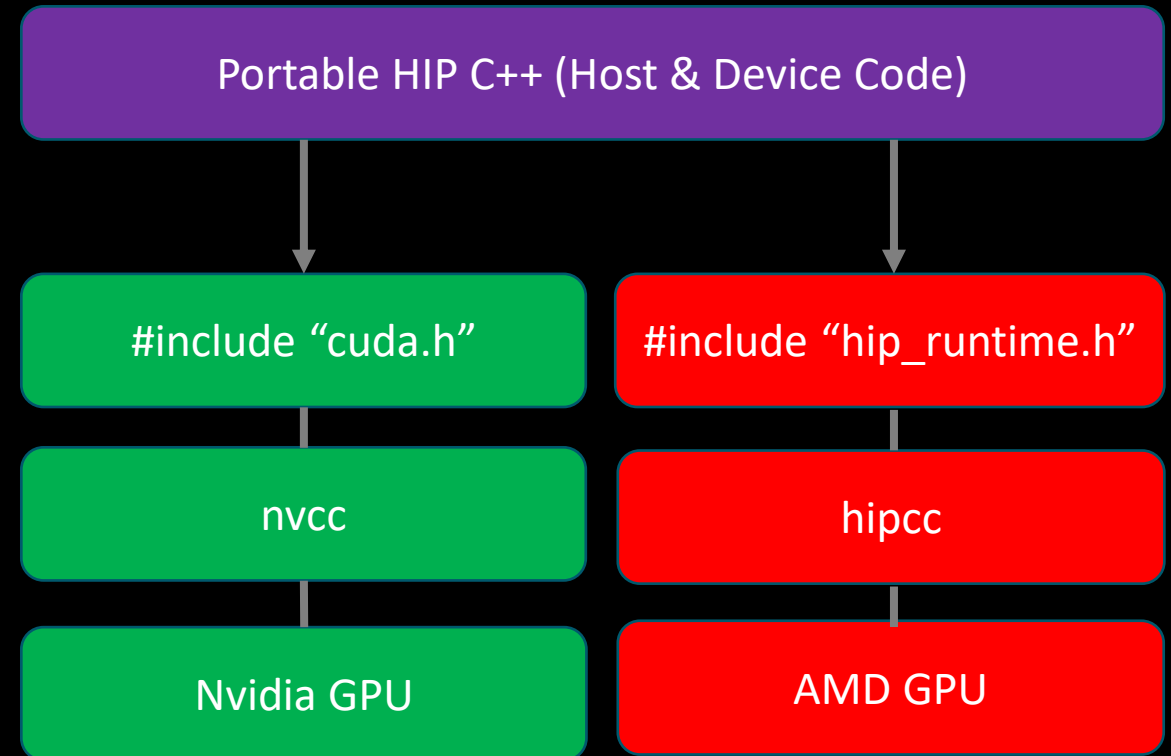 Portable HIP C++ (Host & Device Code)
#include “cuda.h”
#include “hip_runtime.h”
nvcc
hipcc
Nvidia GPU
AMD GPU